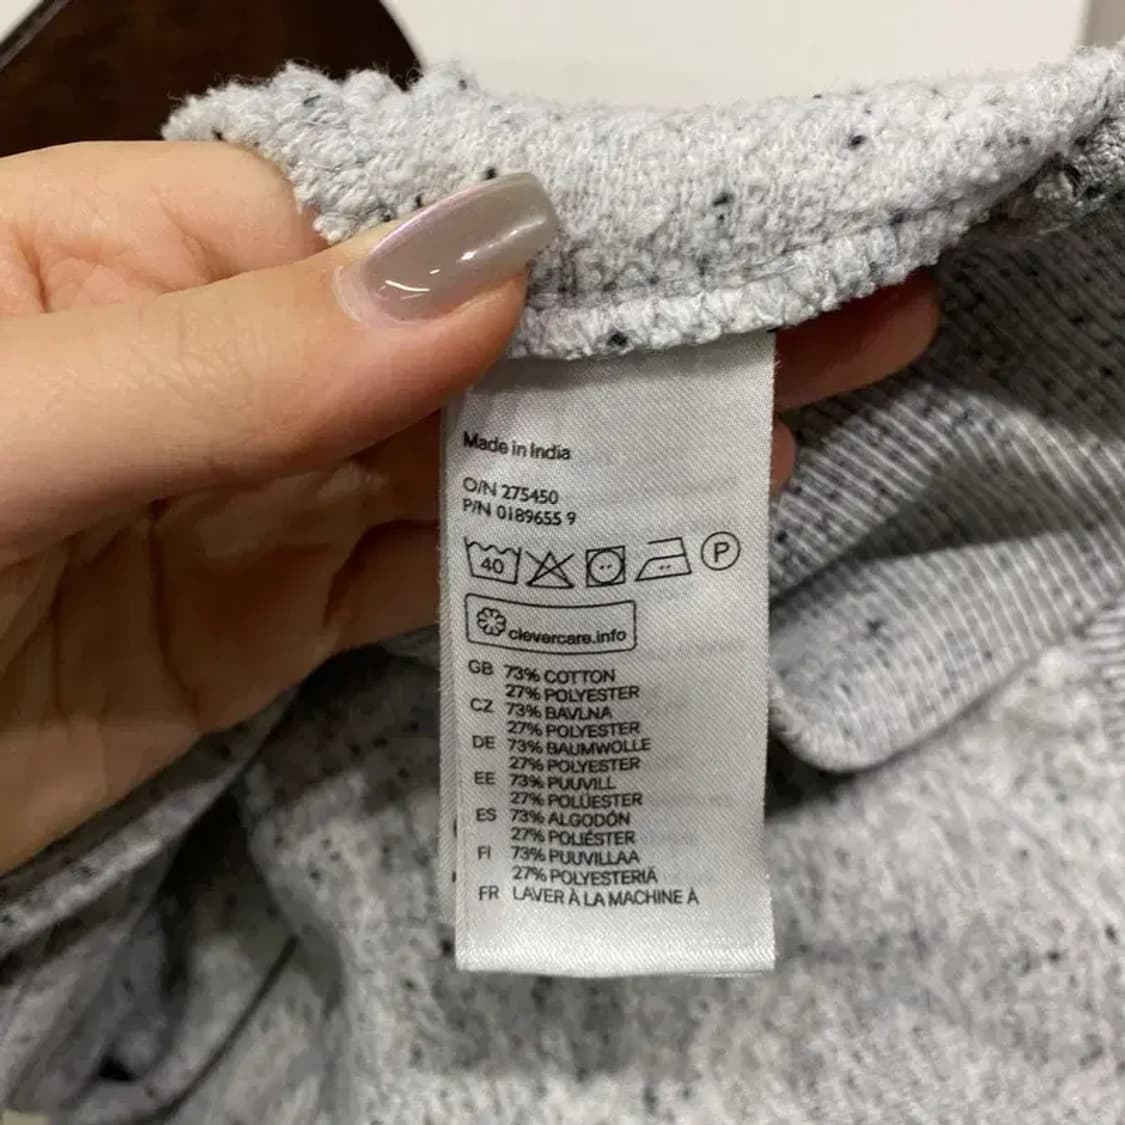 Made in India
O/N 275450
P/N 0189655 9
40 P
clevercare.info
GB 73% COTTON
27% POLYESTER
CZ 73% BAVLNA
27% POLYESTER
DE 73% BAUMWOLLE
27% POLYESTER
EE 73% PUUVILL
27% POLÜESTER
ES 73% ALGODÓN
27% POLIÉSTER
FI 73% PUUVILLAA
27% POLYESTERIÄ
FR LAVER À LA MACHINE À